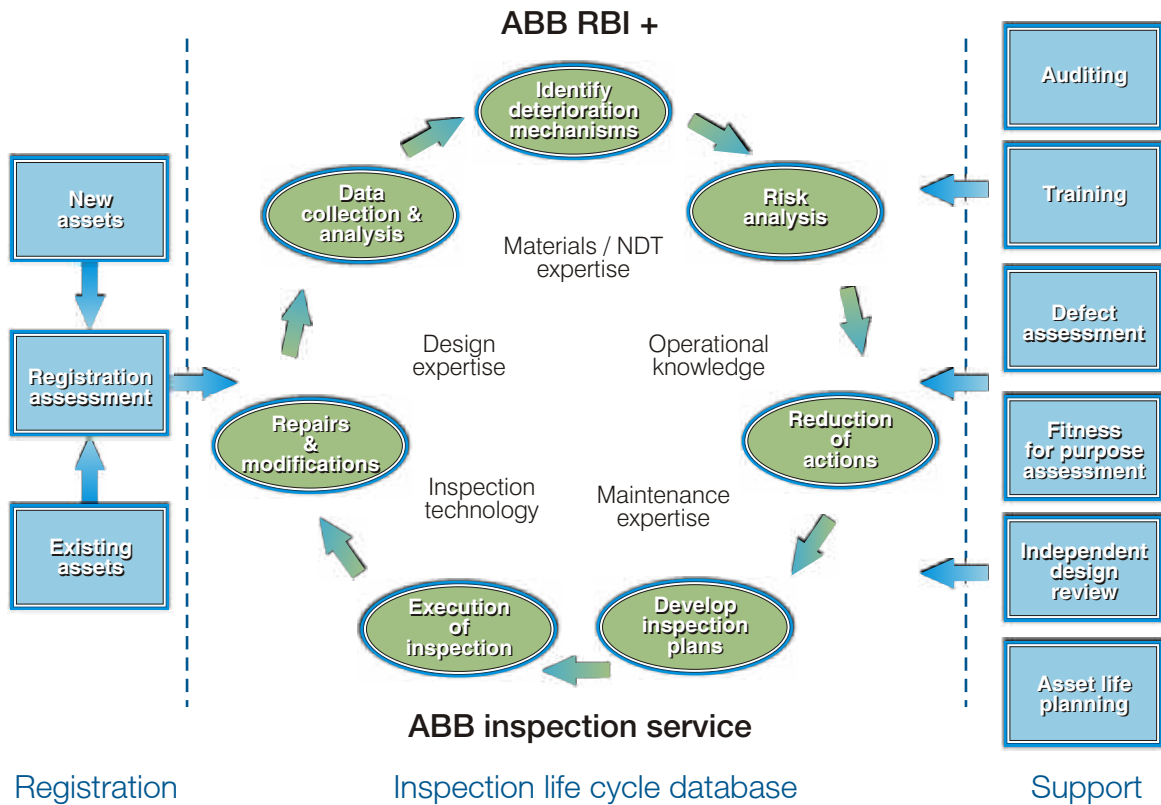 ABB RBI +
New
assets
Registration
assessment
Existing
assets
Identify
deterioration
mechanisms
Data
collection &
analysis
Risk
analysis
Materials / NDT
expertise
Design
expertise
Operational
knowledge
Repairs
&
modifications
Reduction
of
actions
Inspection
technology
Maintenance
expertise
Execution
of
inspection
Develop
inspection
plans
ABB inspection service
Auditing
Training
Defect
assessment
Fitness
for purpose
assessment
Independent
design
review
Asset life
planning
Registration
Inspection life cycle database
Support